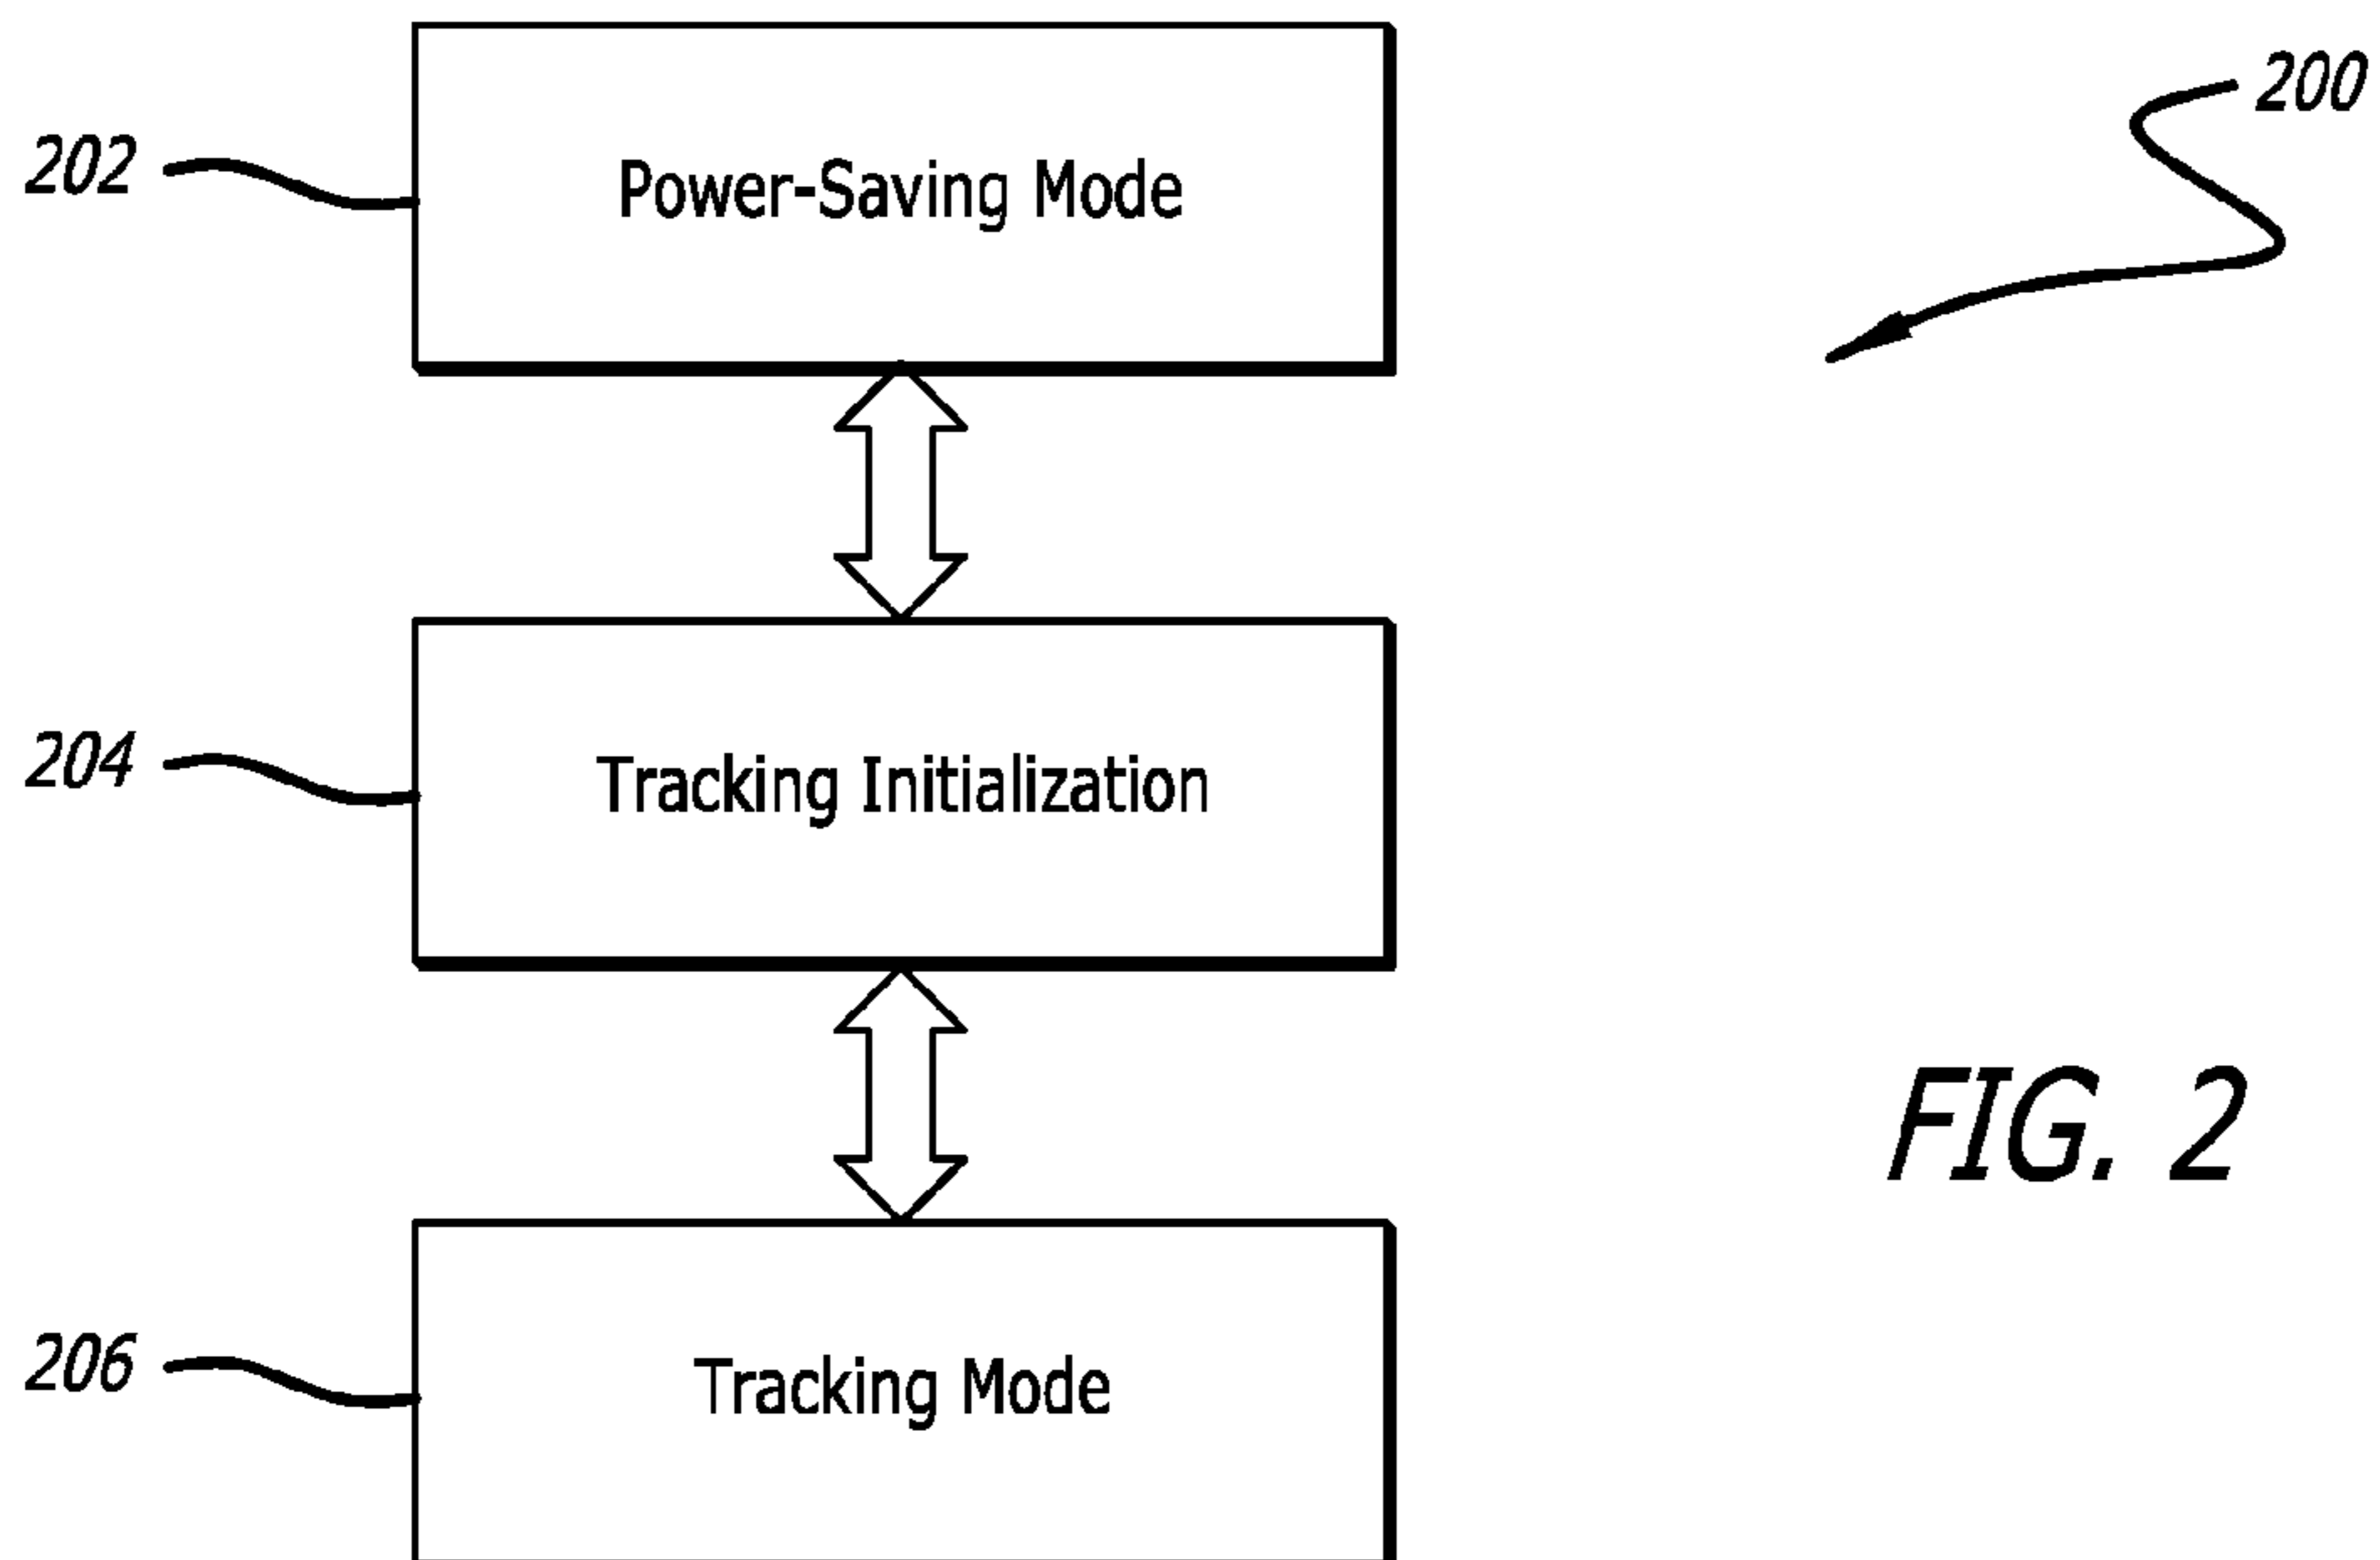 200
202
Power-Saving Mode
204
Tracking Initialization
FIG. 2
206
Tracking Mode